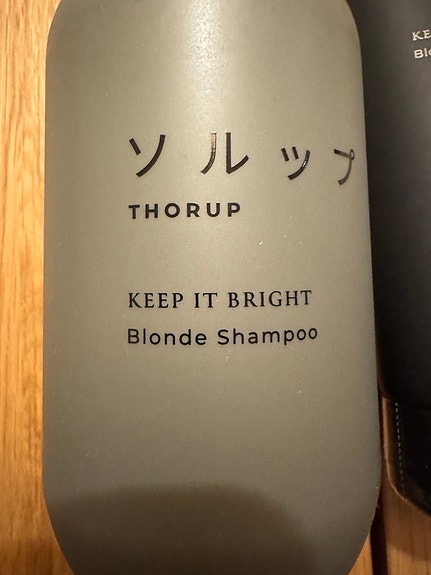 ソルップ
THORUP
KEEP IT BRIGHT
Blonde Shampoo